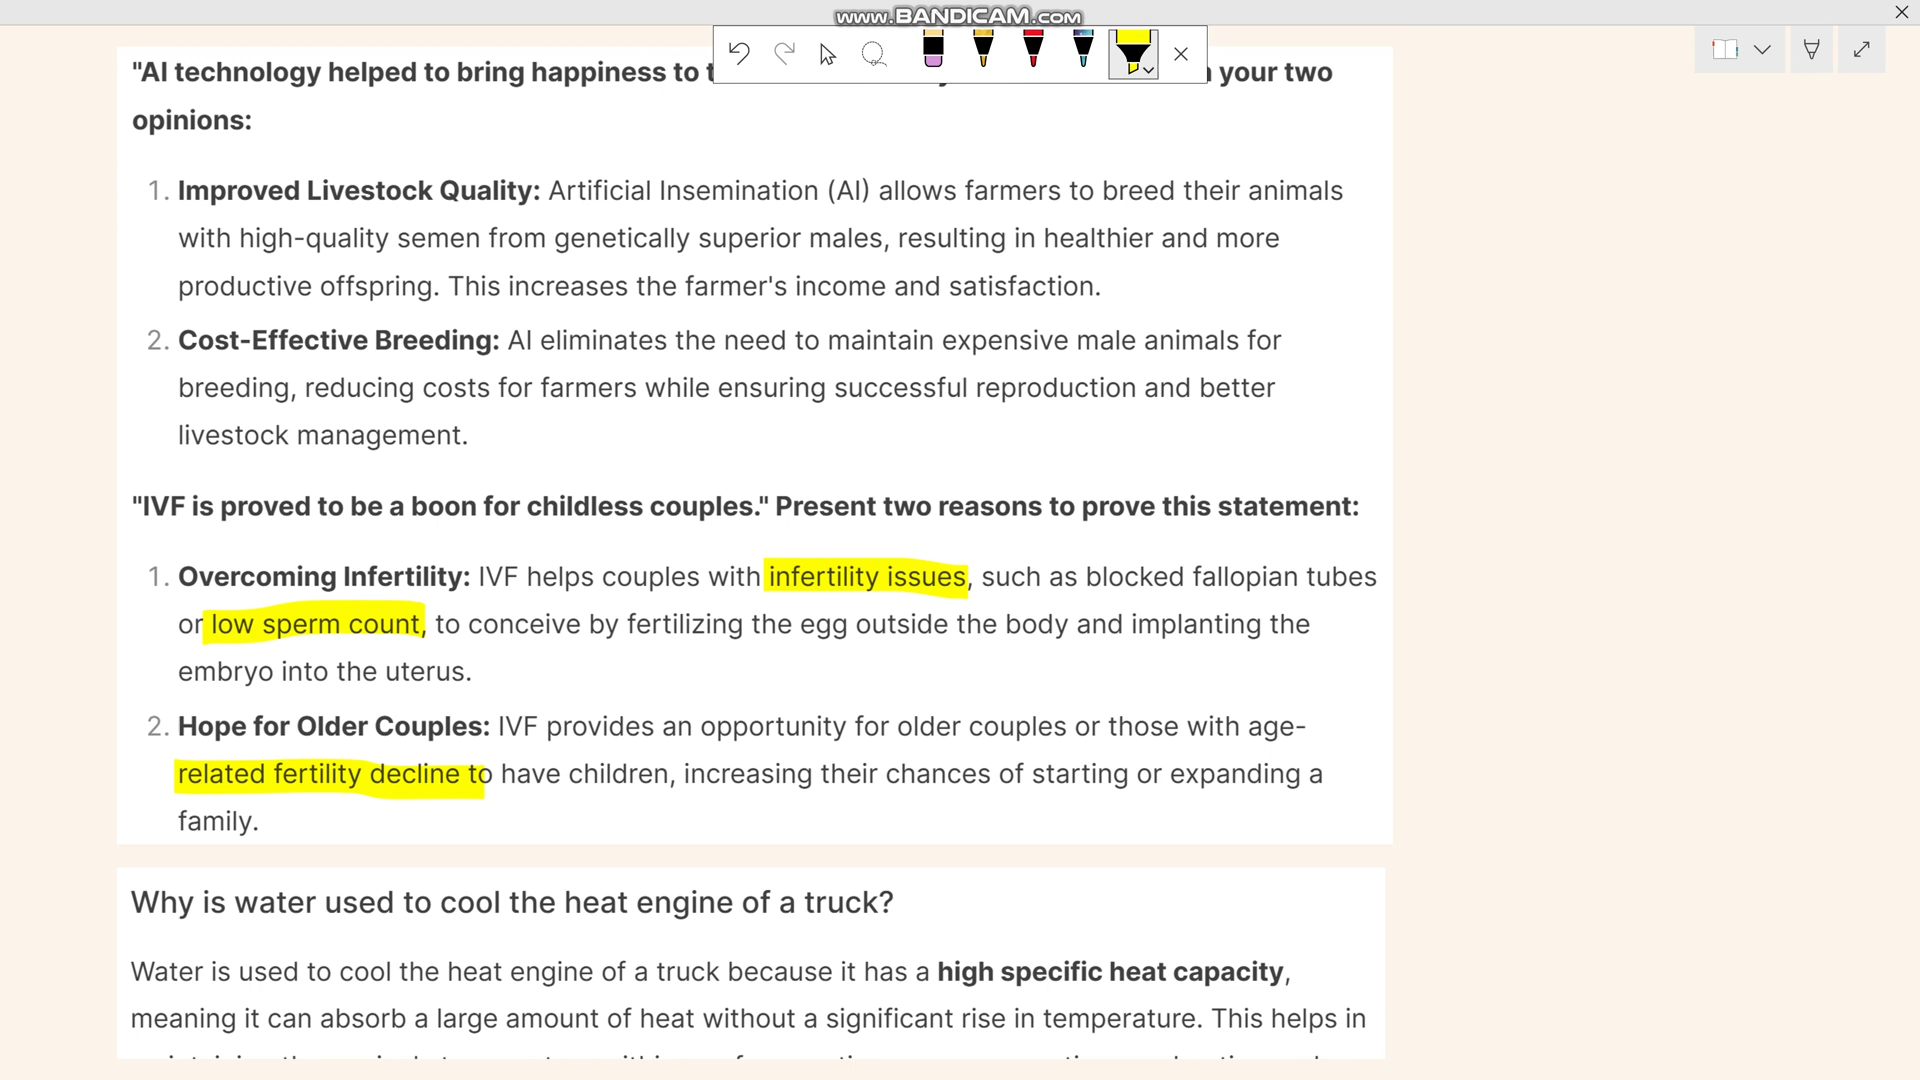 www.BANDICAM.com
"AI technology helped to bring happiness to your two
opinions:
1. Improved Livestock Quality: Artificial Insemination (AI) allows farmers to breed their animals
with high-quality semen from genetically superior males, resulting in healthier and more
productive offspring. This increases the farmer's income and satisfaction.
2. Cost-Effective Breeding: AI eliminates the need to maintain expensive male animals for
breeding, reducing costs for farmers while ensuring successful reproduction and better
livestock management.
"IVF is proved to be a boon for childless couples." Present two reasons to prove this statement:
1. Overcoming Infertility: IVF helps couples with infertility issues, such as blocked fallopian tubes
or low sperm count, to conceive by fertilizing the egg outside the body and implanting the
embryo into the uterus.
2. Hope for Older Couples: IVF provides an opportunity for older couples or those with age-
related fertility decline to have children, increasing their chances of starting or expanding a
family.
Why is water used to cool the heat engine of a truck?
Water is used to cool the heat engine of a truck because it has a high specific heat capacity,
meaning it can absorb a large amount of heat without a significant rise in temperature. This helps in